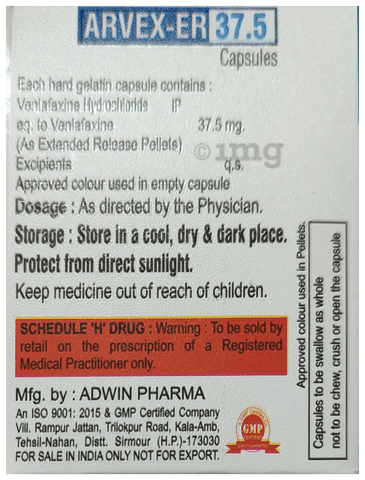 ARVEX-ER 37.5
Capsules
Each hard gelatin capsule contains :
Venlafaxine Hydrochloride IP
eq. to Venlafaxine 37.5 mg.
(As Extended Release Pellets)
Excipients q.s.
Approved colour used in empty capsule
Dosage : As directed by the Physician.
Storage : Store in a cool, dry & dark place.
Protect from direct sunlight.
Keep medicine out of reach of children.
SCHEDULE 'H' DRUG : Warning : To be sold by
retail on the prescription of a Registered
Medical Practitioner only.
Mfg. by : ADWIN PHARMA
An ISO 9001: 2015 & GMP Certified Company
Vill. Rampur Jattan, Trilokpur Road, Kala-Amb,
Tehsil-Nahan, Distt. Sirmour (H.P.)-173030
FOR SALE IN INDIA ONLY NOT FOR EXPORT.
GMP
Approved colour used in Pellets.
Capsules to be swallow as whole
not to be chew, crush or open the capsule
© 1mg